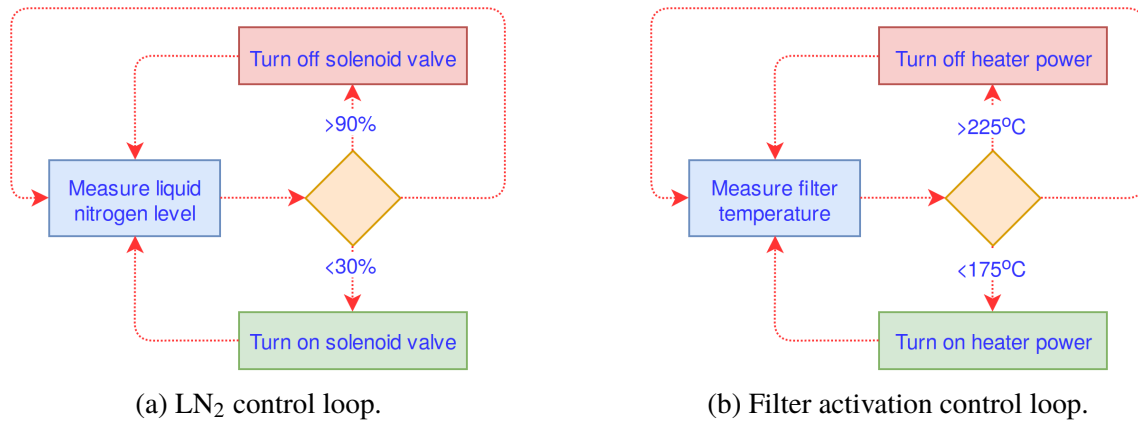 Turn off solenoid valve
>90%
Measure liquid
nitrogen level
<30%
Turn on solenoid valve
(a) LN₂ control loop.
Turn off heater power
>225°C
Measure filter
temperature
<175°C
Turn on heater power
(b) Filter activation control loop.